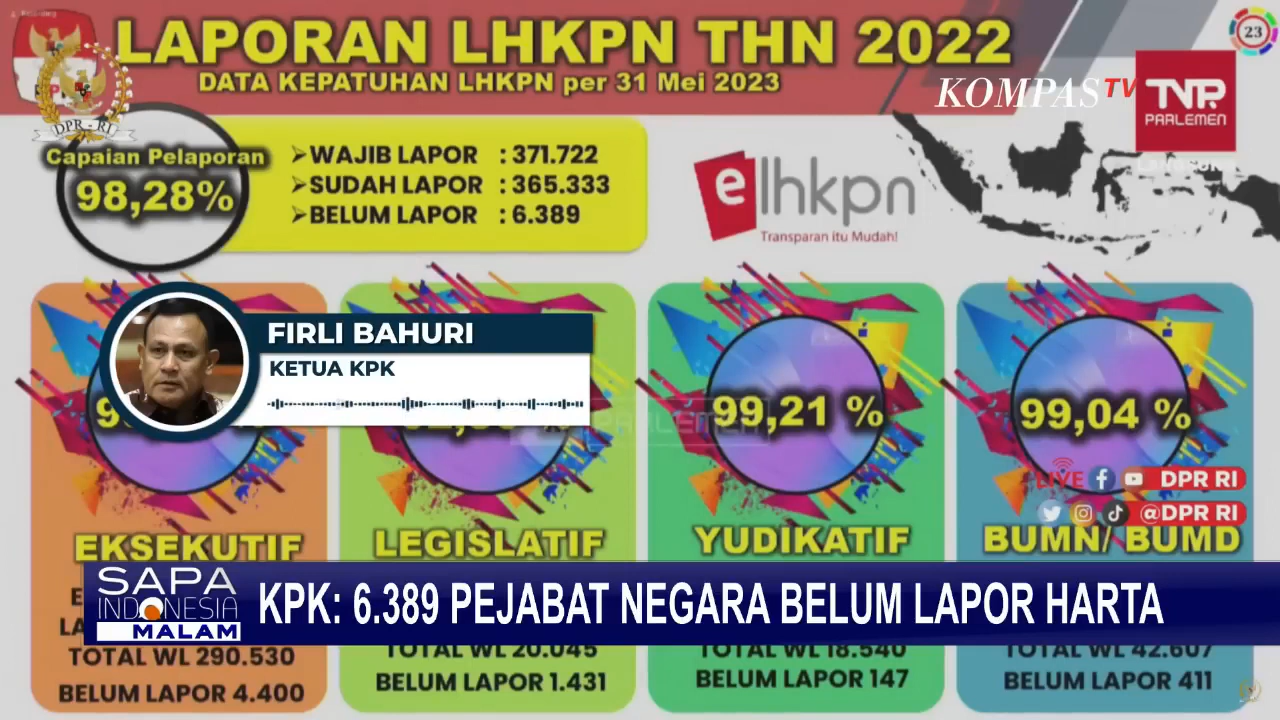 LAPORAN LHKPN THN 2022
DATA KEPATUHAN LHKPN per 31 Mei 2023
23
KOMPASTV
TVR
PARLEMEN
DPR - RI
Capaian Pelaporan
98,28%
➢WAJIB LAPOR : 371.722
➢SUDAH LAPOR : 365.333
➢BELUM LAPOR : 6.389
elhkpn
Transparan itu Mudah!
FIRLI BAHURI
KETUA KPK
PARLEMEN
99,21 %
99,04 %
LIVE DPR RI
@DPR RI
EKSEKUTIF
LEGISLATIF
YUDIKATIF
BUMN/ BUMD
SAPA
INDONESIA
MALAM
KPK: 6.389 PEJABAT NEGARA BELUM LAPOR HARTA
TOTAL WL 290.530
BELUM LAPOR 4.400
TOTAL WL 20.045
BELUM LAPOR 1.431
TOTAL WL 18.540
BELUM LAPOR 147
TOTAL WL 42.607
BELUM LAPOR 411